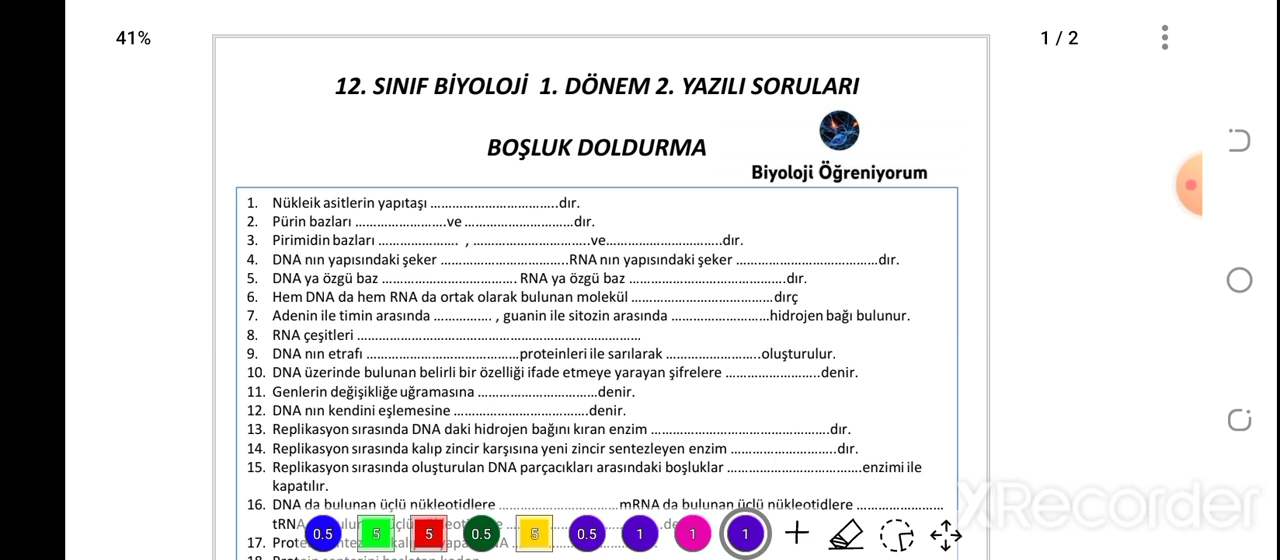 41%
1 / 2
12. SINIF BİYOLOJİ 1. DÖNEM 2. YAZILI SORULARI
BOŞLUK DOLDURMA
Biyoloji Öğreniyorum
1. Nükleik asitlerin yapıtaşı ……………………………..dır.
2. Pürin bazları …………………….ve …………………………dır.
3. Pirimidin bazları …………………. , …………………………..ve…………………………..dır.
4. DNA nın yapısındaki şeker ……………………………..RNA nın yapısındaki şeker …………………………………dır.
5. DNA ya özgü baz ………………………………. RNA ya özgü baz …………………………………….dır.
6. Hem DNA da hem RNA da ortak olarak bulunan molekül …………………………………dırç
7. Adenin ile timin arasında …………… , guanin ile sitozin arasında ………………………hidrojen bağı bulunur.
8. RNA çeşitleri ……………………………………………………………………
9. DNA nın etrafı ……………………………………proteinleri ile sarılarak ……………………..oluşturulur.
10. DNA üzerinde bulunan belirli bir özelliği ifade etmeye yarayan şifrelere ……………………..denir.
11. Genlerin değişikliğe uğramasına ……………………………denir.
12. DNA nın kendini eşlemesine ……………………………….denir.
13. Replikasyon sırasında DNA daki hidrojen bağını kıran enzim ………………………………………….dır.
14. Replikasyon sırasında kalıp zincir karşısına yeni zincir sentezleyen enzim ………………………..dır.
15. Replikasyon sırasında oluşturulan DNA parçacıkları arasındaki boşluklar ……………………………….enzimi ile
kapatılır.
16. DNA da bulunan üçlü nükleotidlere ……………………………mRNA da bulunan üçlü nükleotidlere ……………………
0.5 5 5 0.5 5 0.5 1 1 1
17.
XRecorder